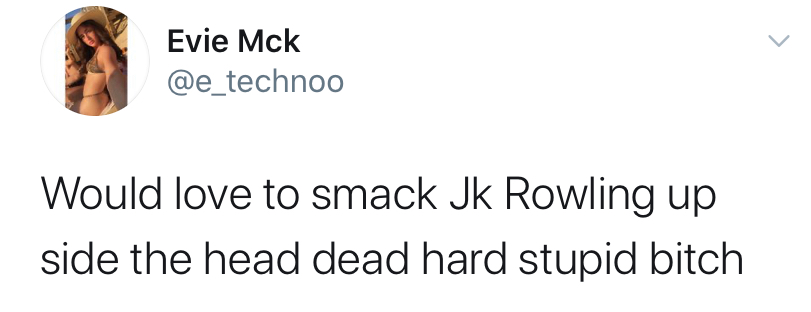 Evie Mck
@e_technoo
Would love to smack Jk Rowling up
side the head dead hard stupid bitch